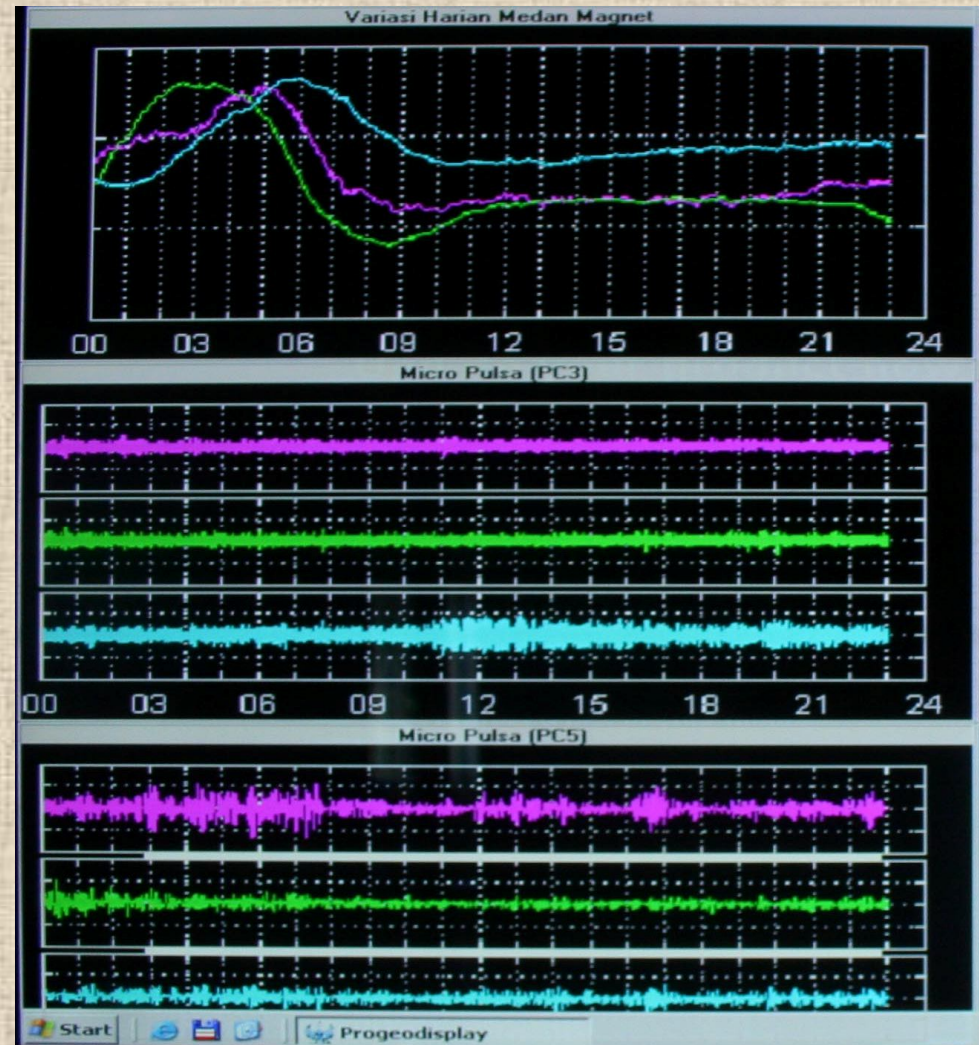 Variasi Harian Medan Magnet
00 03 06 09 12 15 18 21 24
Micro Pulsa (PC3)
00 03 06 09 12 15 18 21 24
Micro Pulsa (PC5)
Start
Progeodisplay